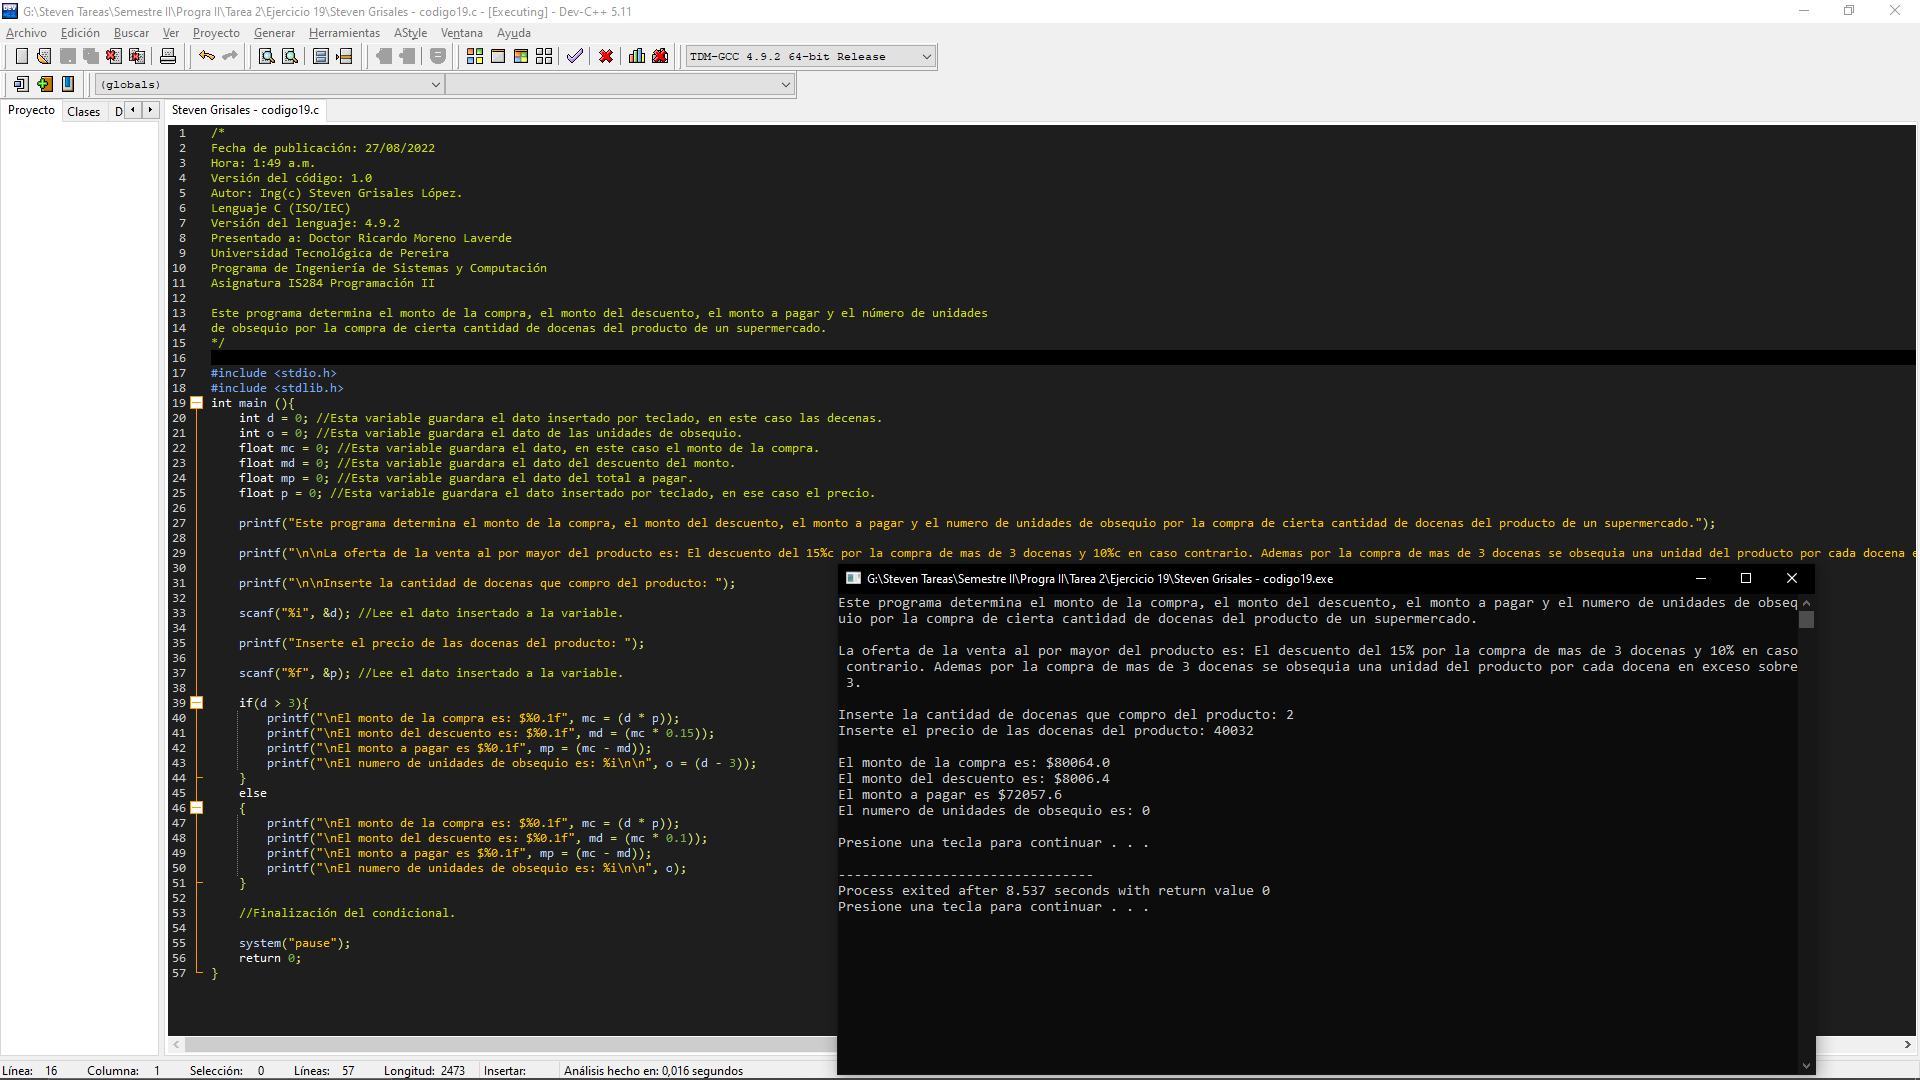 G:\Steven Tareas\Semestre II\Progra II\Tarea 2\Ejercicio 19\Steven Grisales - codigo19.c - [Executing] - Dev-C++ 5.11
Archivo Edición Buscar Ver Proyecto Generar Herramientas AStyle Ventana Ayuda
TDM-GCC 4.9.2 64-bit Release
(globals)
Proyecto Clases D
Steven Grisales - codigo19.c
1 /*
2 Fecha de publicación: 27/08/2022
3 Hora: 1:49 a.m.
4 Versión del código: 1.0
5 Autor: Ing(c) Steven Grisales López.
6 Lenguaje C (ISO/IEC)
7 Versión del lenguaje: 4.9.2
8 Presentado a: Doctor Ricardo Moreno Laverde
9 Universidad Tecnológica de Pereira
10 Programa de Ingeniería de Sistemas y Computación
11 Asignatura IS284 Programación II
12
13 Este programa determina el monto de la compra, el monto del descuento, el monto a pagar y el número de unidades
14 de obsequio por la compra de cierta cantidad de docenas del producto de un supermercado.
15 */
16
17 #include <stdio.h>
18 #include <stdlib.h>
19 int main (){
20 int d = 0; //Esta variable guardara el dato insertado por teclado, en este caso las decenas.
21 int o = 0; //Esta variable guardara el dato de las unidades de obsequio.
22 float mc = 0; //Esta variable guardara el dato, en este caso el monto de la compra.
23 float md = 0; //Esta variable guardara el dato del descuento del monto.
24 float mp = 0; //Esta variable guardara el dato del total a pagar.
25 float p = 0; //Esta variable guardara el dato insertado por teclado, en ese caso el precio.
26
27 printf("Este programa determina el monto de la compra, el monto del descuento, el monto a pagar y el numero de unidades de obsequio por la compra de cierta cantidad de docenas del producto de un supermercado.");
28
29 printf("\n\nLa oferta de la venta al por mayor del producto es: El descuento del 15%c por la compra de mas de 3 docenas y 10%c en caso contrario. Ademas por la compra de mas de 3 docenas se obsequia una unidad del producto por cada docena e
30
31 printf("\n\nInserte la cantidad de docenas que compro del producto: ");
32
33 scanf("%i", &d); //Lee el dato insertado a la variable.
34
35 printf("Inserte el precio de las docenas del producto: ");
36
37 scanf("%f", &p); //Lee el dato insertado a la variable.
38
39 if(d > 3){
40 printf("\nEl monto de la compra es: $%0.1f", mc = (d * p));
41 printf("\nEl monto del descuento es: $%0.1f", md = (mc * 0.15));
42 printf("\nEl monto a pagar es $%0.1f", mp = (mc - md));
43 printf("\nEl numero de unidades de obsequio es: %i\n\n", o = (d - 3));
44 }
45 else
46 {
47 printf("\nEl monto de la compra es: $%0.1f", mc = (d * p));
48 printf("\nEl monto del descuento es: $%0.1f", md = (mc * 0.1));
49 printf("\nEl monto a pagar es $%0.1f", mp = (mc - md));
50 printf("\nEl numero de unidades de obsequio es: %i\n\n", o);
51 }
52
53 //Finalización del condicional.
54
55 system("pause");
56 return 0;
57 }
G:\Steven Tareas\Semestre II\Progra II\Tarea 2\Ejercicio 19\Steven Grisales - codigo19.exe
Este programa determina el monto de la compra, el monto del descuento, el monto a pagar y el numero de unidades de obseq
uio por la compra de cierta cantidad de docenas del producto de un supermercado.
La oferta de la venta al por mayor del producto es: El descuento del 15% por la compra de mas de 3 docenas y 10% en caso
contrario. Ademas por la compra de mas de 3 docenas se obsequia una unidad del producto por cada docena en exceso sobre
3.
Inserte la cantidad de docenas que compro del producto: 2
Inserte el precio de las docenas del producto: 40032
El monto de la compra es: $80064.0
El monto del descuento es: $8006.4
El monto a pagar es $72057.6
El numero de unidades de obsequio es: 0
Presione una tecla para continuar . . .
--------------------------------
Process exited after 8.537 seconds with return value 0
Presione una tecla para continuar . . .
Línea: 16 Columna: 1 Selección: 0 Líneas: 57 Longitud: 2473 Insertar: Análisis hecho en: 0,016 segundos